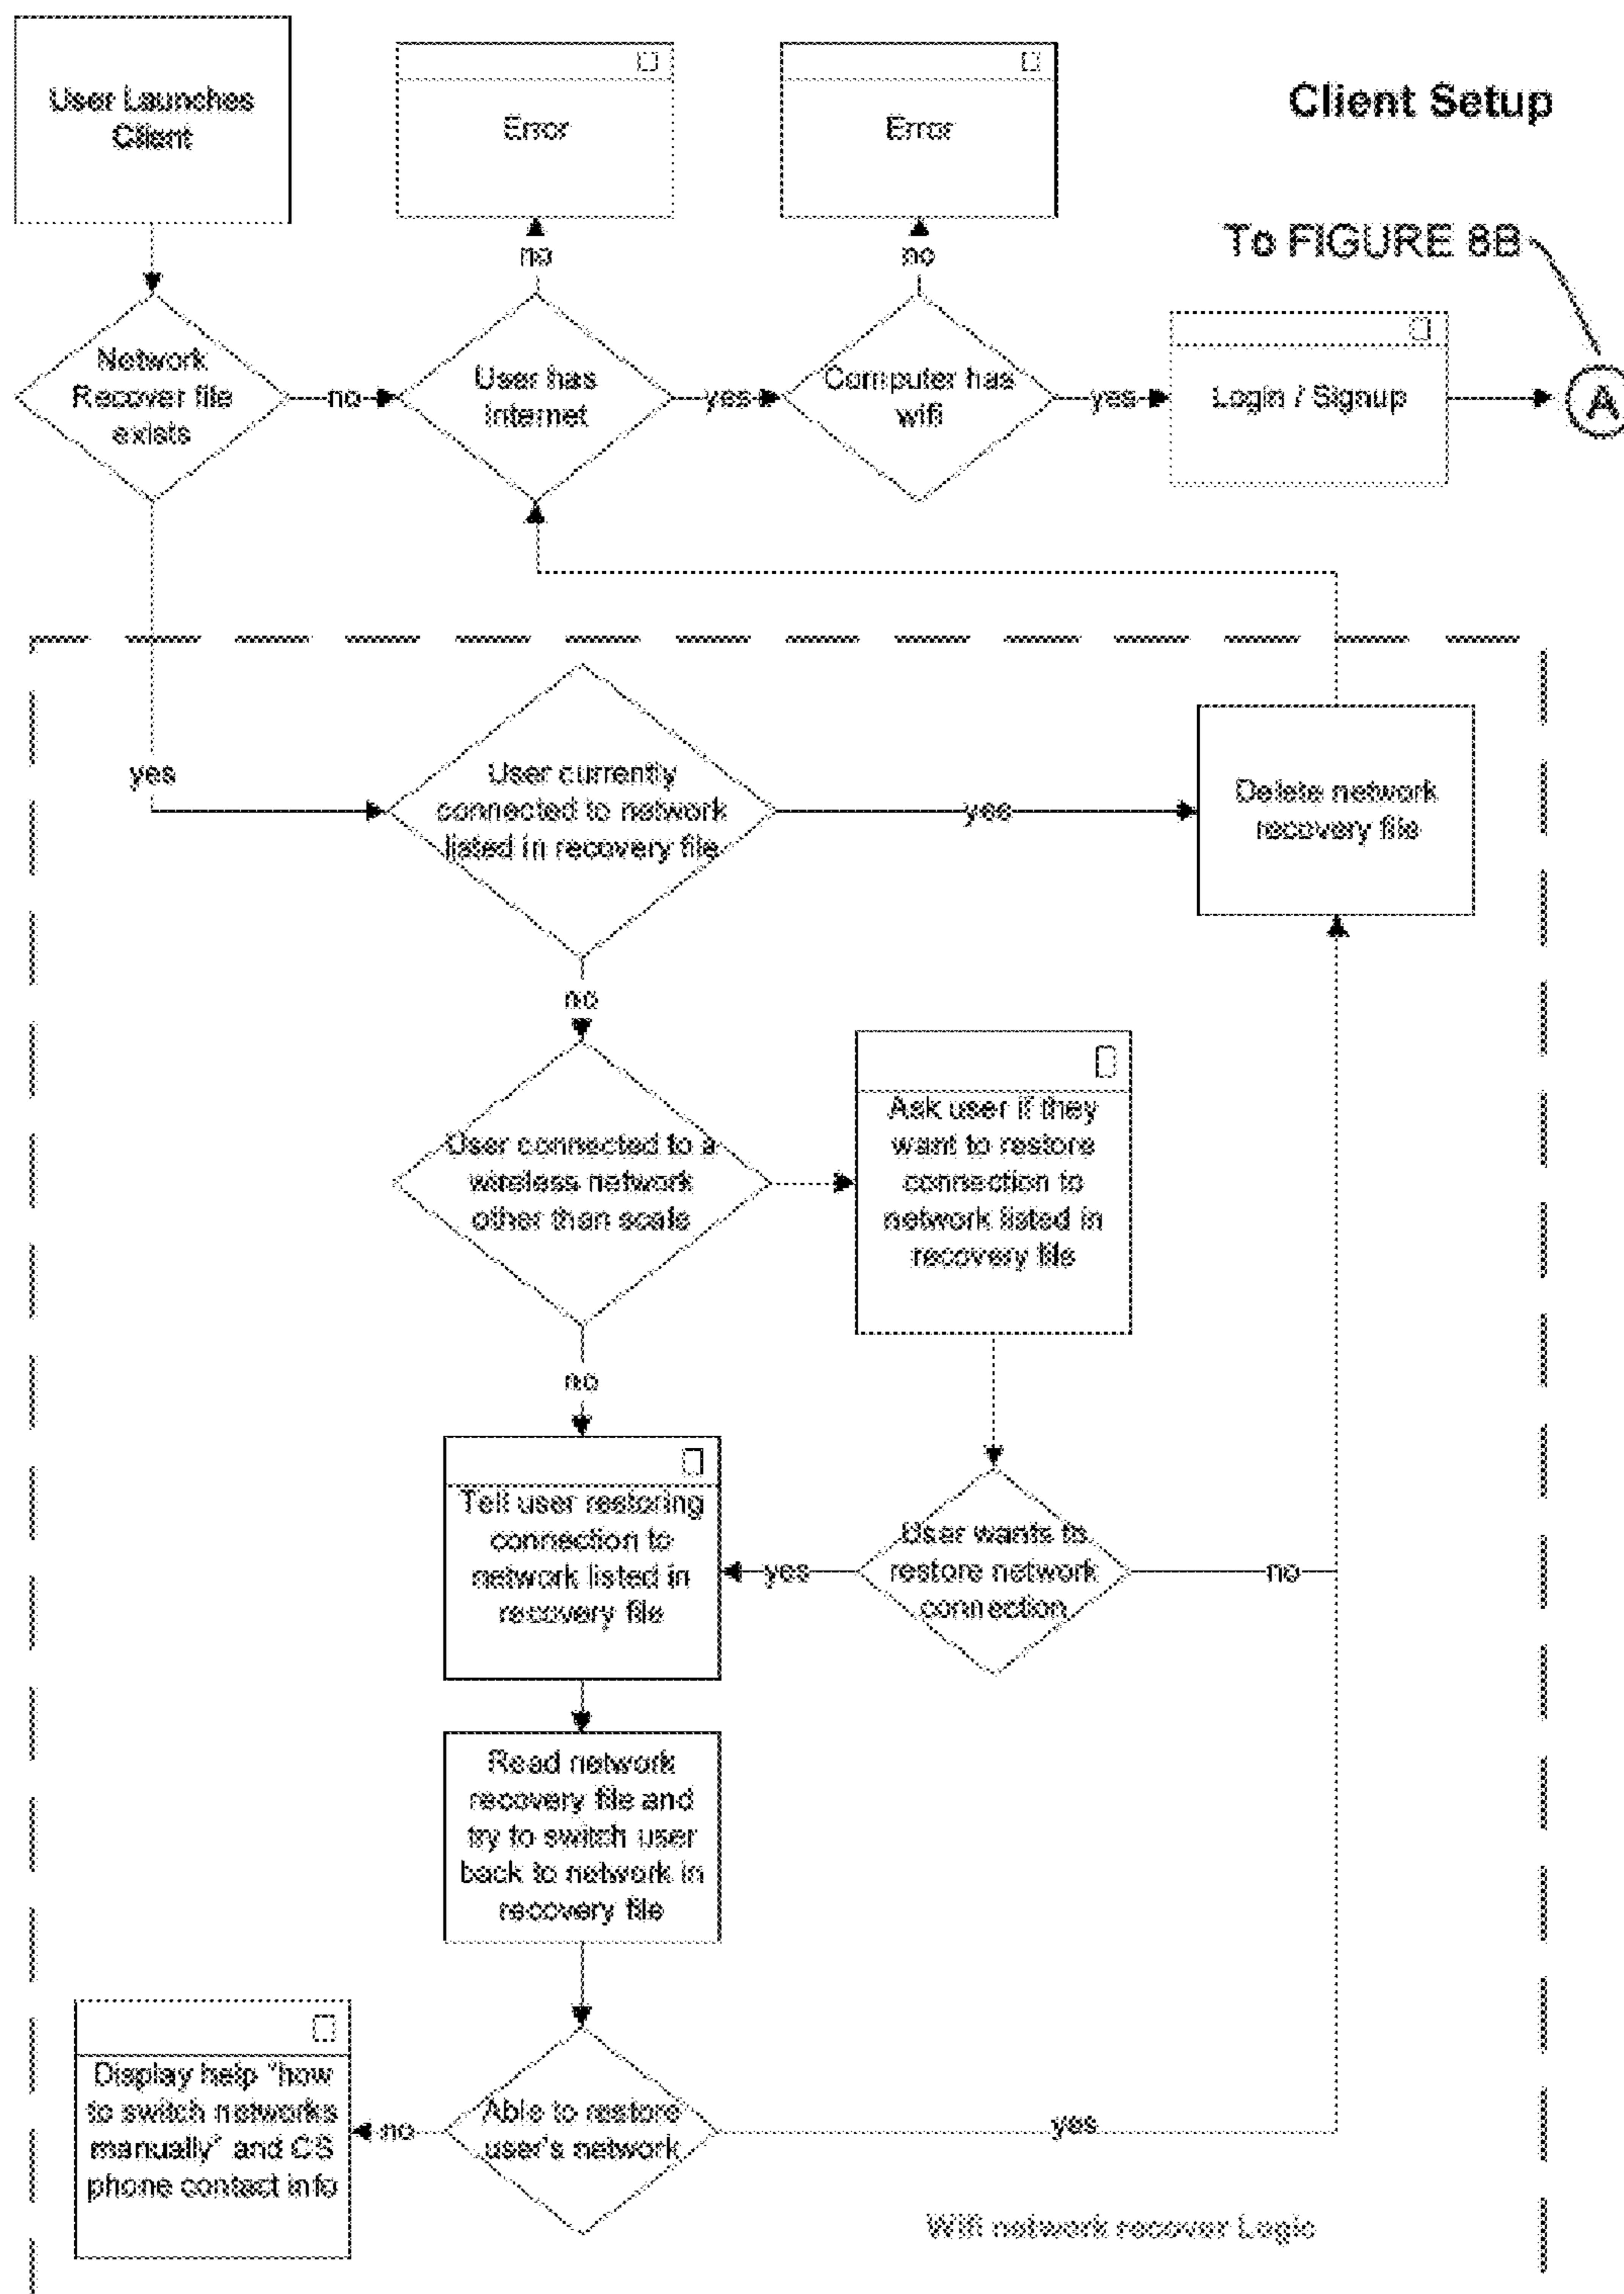 Client Setup
User Launches
Client
Error
Error
no
no
To FIGURE 8B
Network
Recover file
exists
no
User has
internet
yes
Computer has
wifi
yes
Login / Signup
A
yes
User currently
connected to network
listed in recovery file
yes
Delete network
recovery file
no
User connected to a
wireless network
other than scale
Ask user if they
want to restore
connection to
network listed in
recovery file
no
Tell user restoring
connection to
network listed in
recovery file
yes
User wants to
restore network
connection
no
Read network
recovery file and
try to switch user
back to network in
recovery file
Display help "how
to switch networks
manually" and CS
phone contact info
no
Able to restore
user's network
yes
Wifi network recover Logic